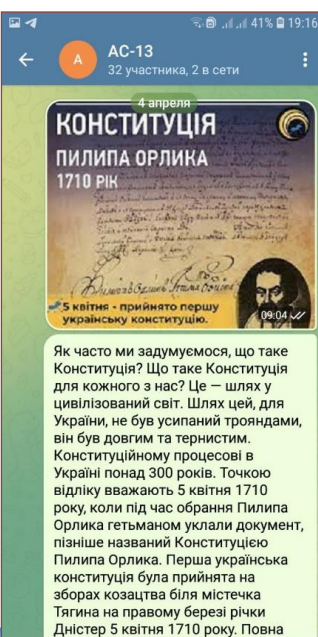 41% 19:16
А
АС-13
32 участника, 2 в сети
4 апреля
КОНСТИТУЦІЯ
ПИЛИПА ОРЛИКА
1710 РІК
5 квітня - прийнято першу
українську конституцію.
09:04
Як часто ми задумуємося, що таке
Конституція? Що таке Конституція
для кожного з нас? Це — шлях у
цивілізований світ. Шлях цей, для
України, не був усипаний трояндами,
він був довгим та тернистим.
Конституційному процесові в
Україні понад 300 років. Точкою
відліку вважають 5 квітня 1710
року, коли під час обрання Пилипа
Орлика гетьманом уклали документ,
пізніше названий Конституцією
Пилипа Орлика. Перша українська
конституція була прийнята на
зборах козацтва біля містечка
Тягина на правому березі річки
Дністер 5 квітня 1710 року. Повна